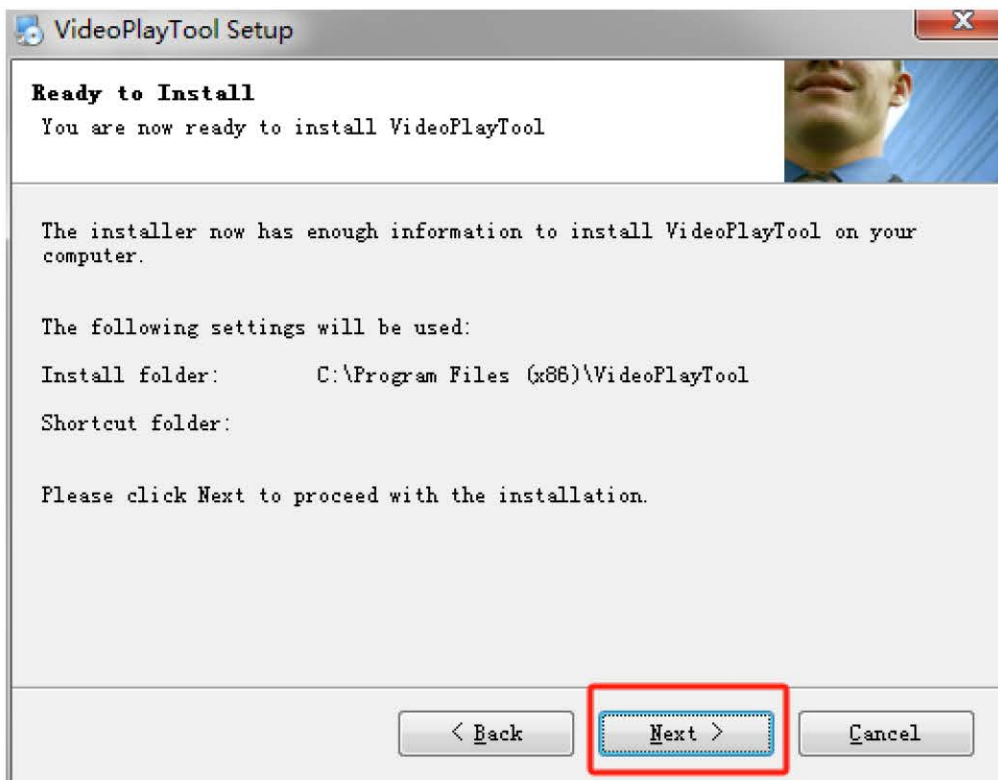 VideoPlayTool Setup
X
Ready to Install
You are now ready to install VideoPlayTool
The installer now has enough information to install VideoPlayTool on your
computer.
The following settings will be used:
Install folder: C:\Program Files (x86)\VideoPlayTool
Shortcut folder:
Please click Next to proceed with the installation.
< Back Next > Cancel